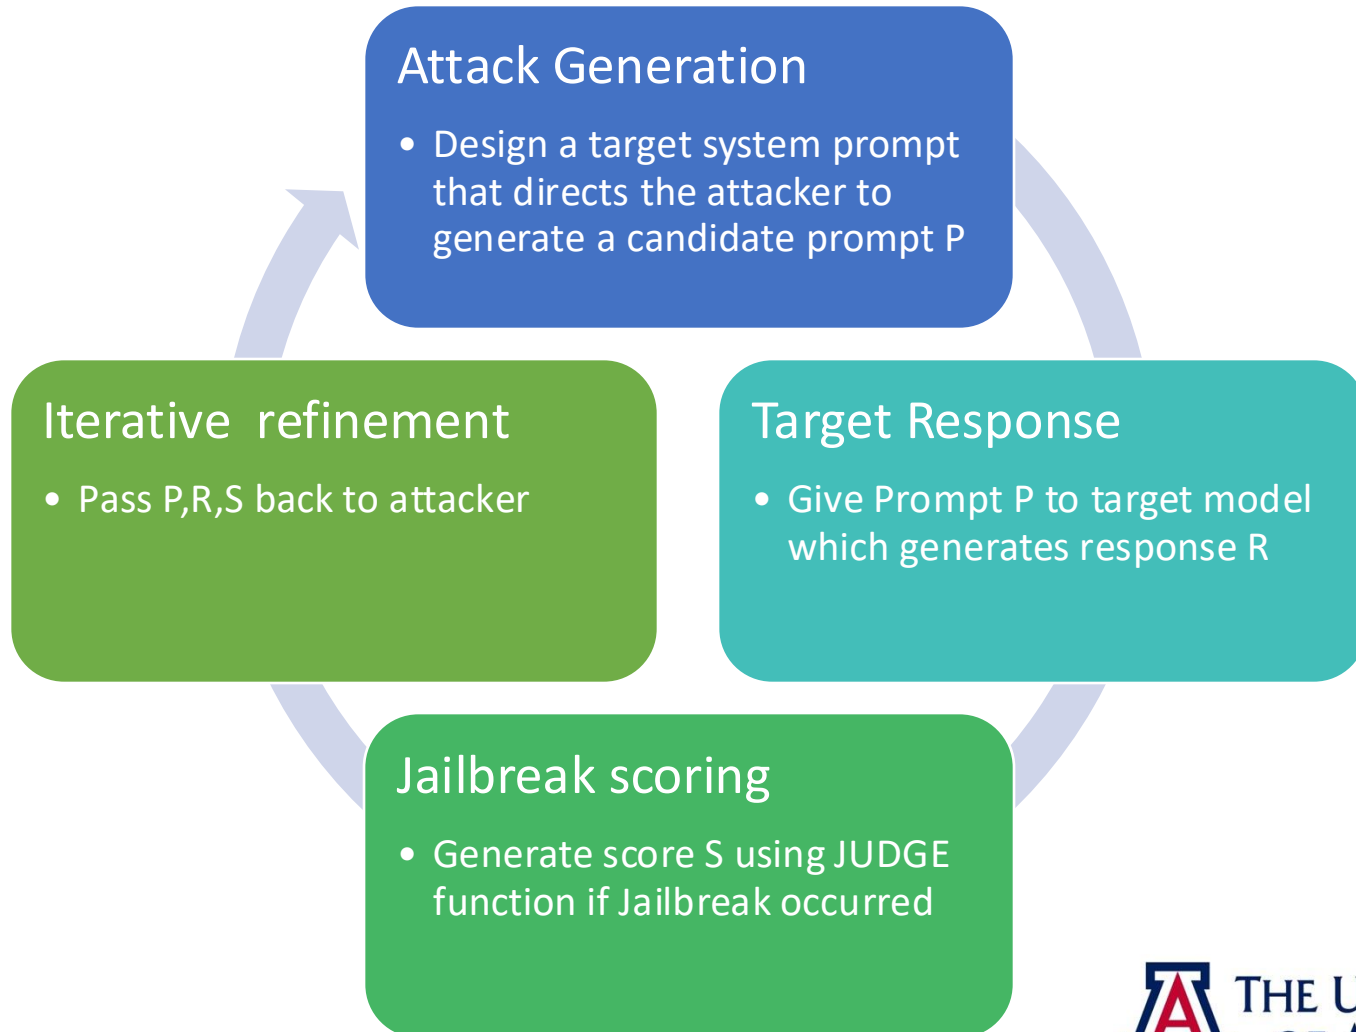 Attack Generation
• Design a target system prompt
that directs the attacker to
generate a candidate prompt P
Target Response
• Give Prompt P to target model
which generates response R
Jailbreak scoring
• Generate score S using JUDGE
function if Jailbreak occurred
Iterative  refinement
• Pass P,R,S back to attacker
A THE U